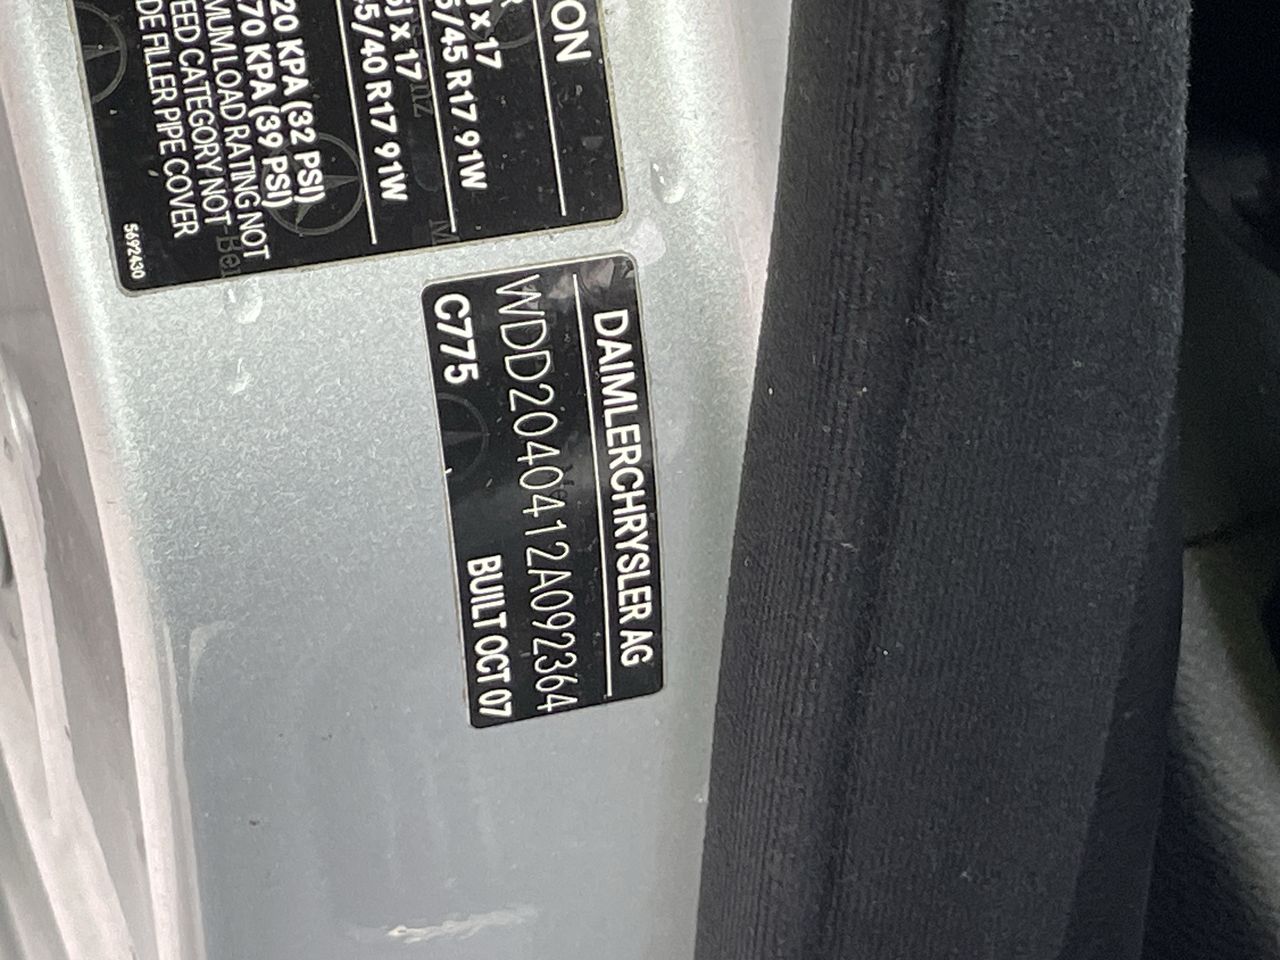 ON
R
J x 17
5/45 R17 91W
5J x 17
5/40 R17 91W
20 KPA (32 PSI)
70 KPA (39 PSI)
MUM LOAD RATING NOT
EED CATEGORY NOT
DE FILLER PIPE COVER
5692430
DAIMLERCHRYSLER AG
WDD2040412A092364
C775 BUILT OCT 07